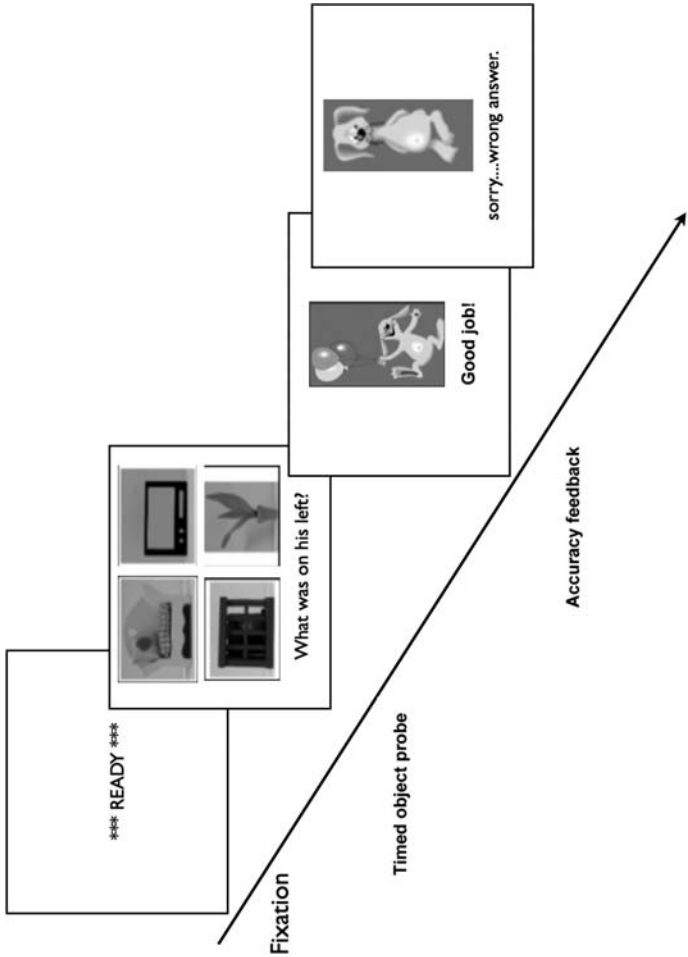 *** READY ***
What was on his left?
Good job!
sorry....wrong answer.
Fixation
Timed object probe
Accuracy feedback